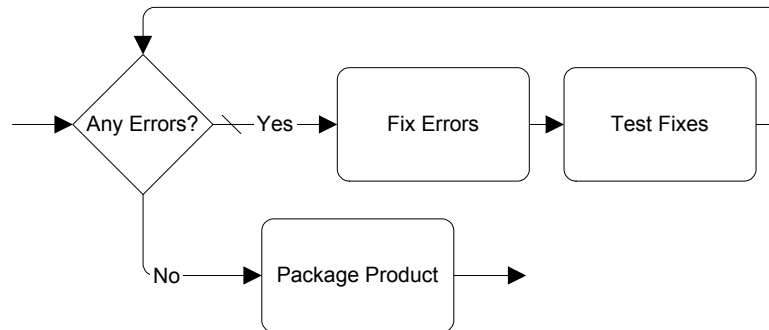 Any Errors?
Yes
Fix Errors
Test Fixes
No
Package Product